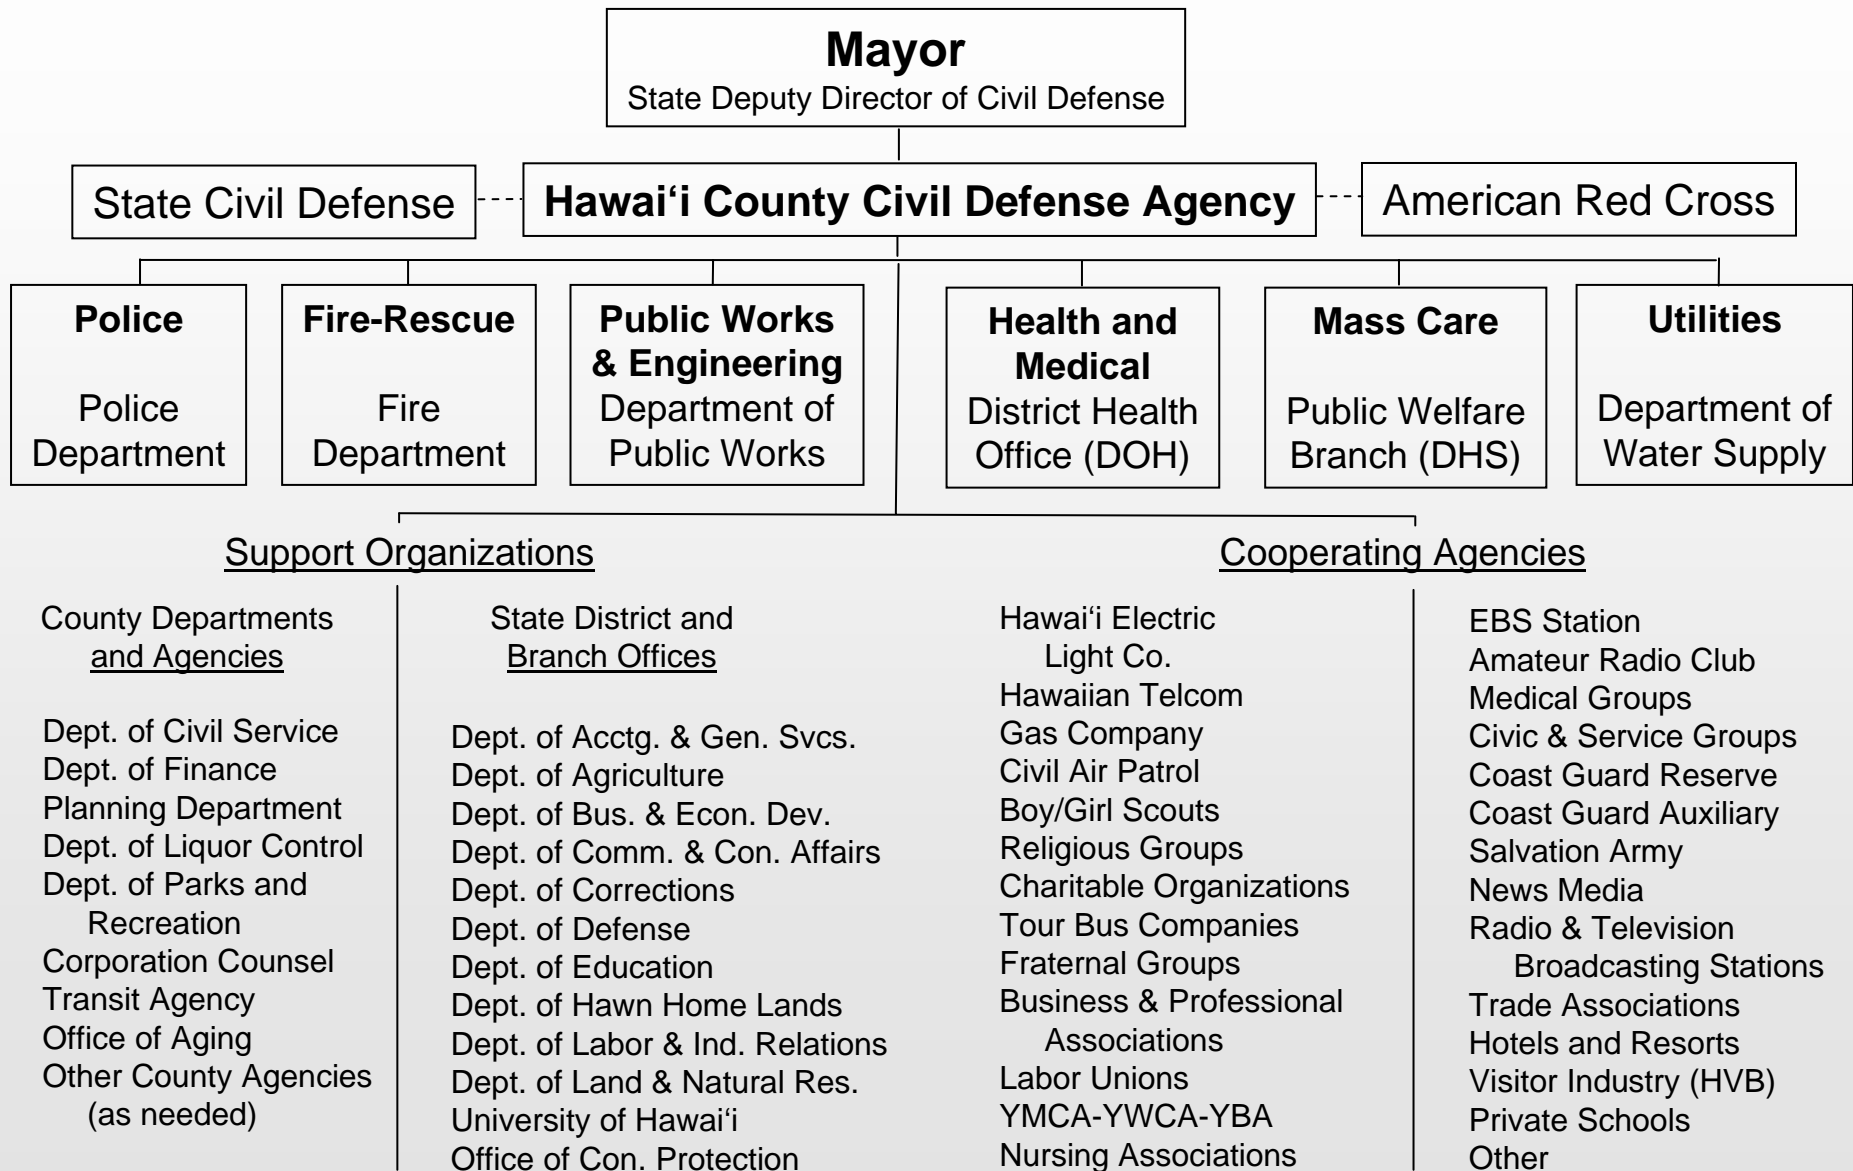 Mayor
State Deputy Director of Civil Defense
State Civil Defense
Hawai‘i County Civil Defense Agency
American Red Cross
Police
Police
Department
Fire-Rescue
Fire
Department
Public Works
& Engineering
Department of
Public Works
Health and
Medical
District Health
Office (DOH)
Mass Care
Public Welfare
Branch (DHS)
Utilities
Department of
Water Supply
Support Organizations
County Departments
and Agencies
Dept. of Civil Service
Dept. of Finance
Planning Department
Dept. of Liquor Control
Dept. of Parks and
Recreation
Corporation Counsel
Transit Agency
Office of Aging
Other County Agencies
(as needed)
State District and
Branch Offices
Dept. of Acctg. & Gen. Svcs.
Dept. of Agriculture
Dept. of Bus. & Econ. Dev.
Dept. of Comm. & Con. Affairs
Dept. of Corrections
Dept. of Defense
Dept. of Education
Dept. of Hawn Home Lands
Dept. of Labor & Ind. Relations
Dept. of Land & Natural Res.
University of Hawai‘i
Office of Con. Protection
Cooperating Agencies
Hawai‘i Electric
Light Co.
Hawaiian Telcom
Gas Company
Civil Air Patrol
Boy/Girl Scouts
Religious Groups
Charitable Organizations
Tour Bus Companies
Fraternal Groups
Business & Professional
Associations
Labor Unions
YMCA-YWCA-YBA
Nursing Associations
EBS Station
Amateur Radio Club
Medical Groups
Civic & Service Groups
Coast Guard Reserve
Coast Guard Auxiliary
Salvation Army
News Media
Radio & Television
Broadcasting Stations
Trade Associations
Hotels and Resorts
Visitor Industry (HVB)
Private Schools
Other